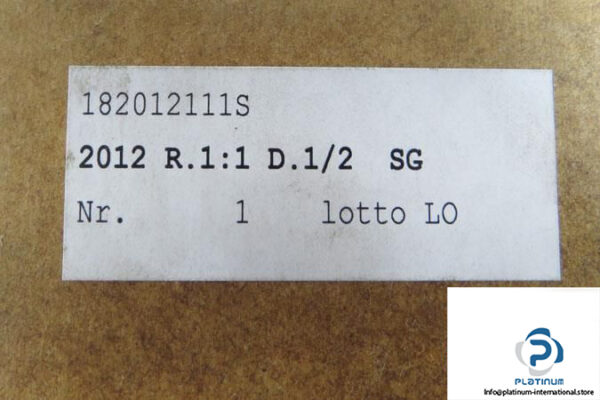 182012111S
2012 R.1:1 D.1/2 SG
Nr. 1 lotto LO
PLATINUM
Info@platinum-international.store